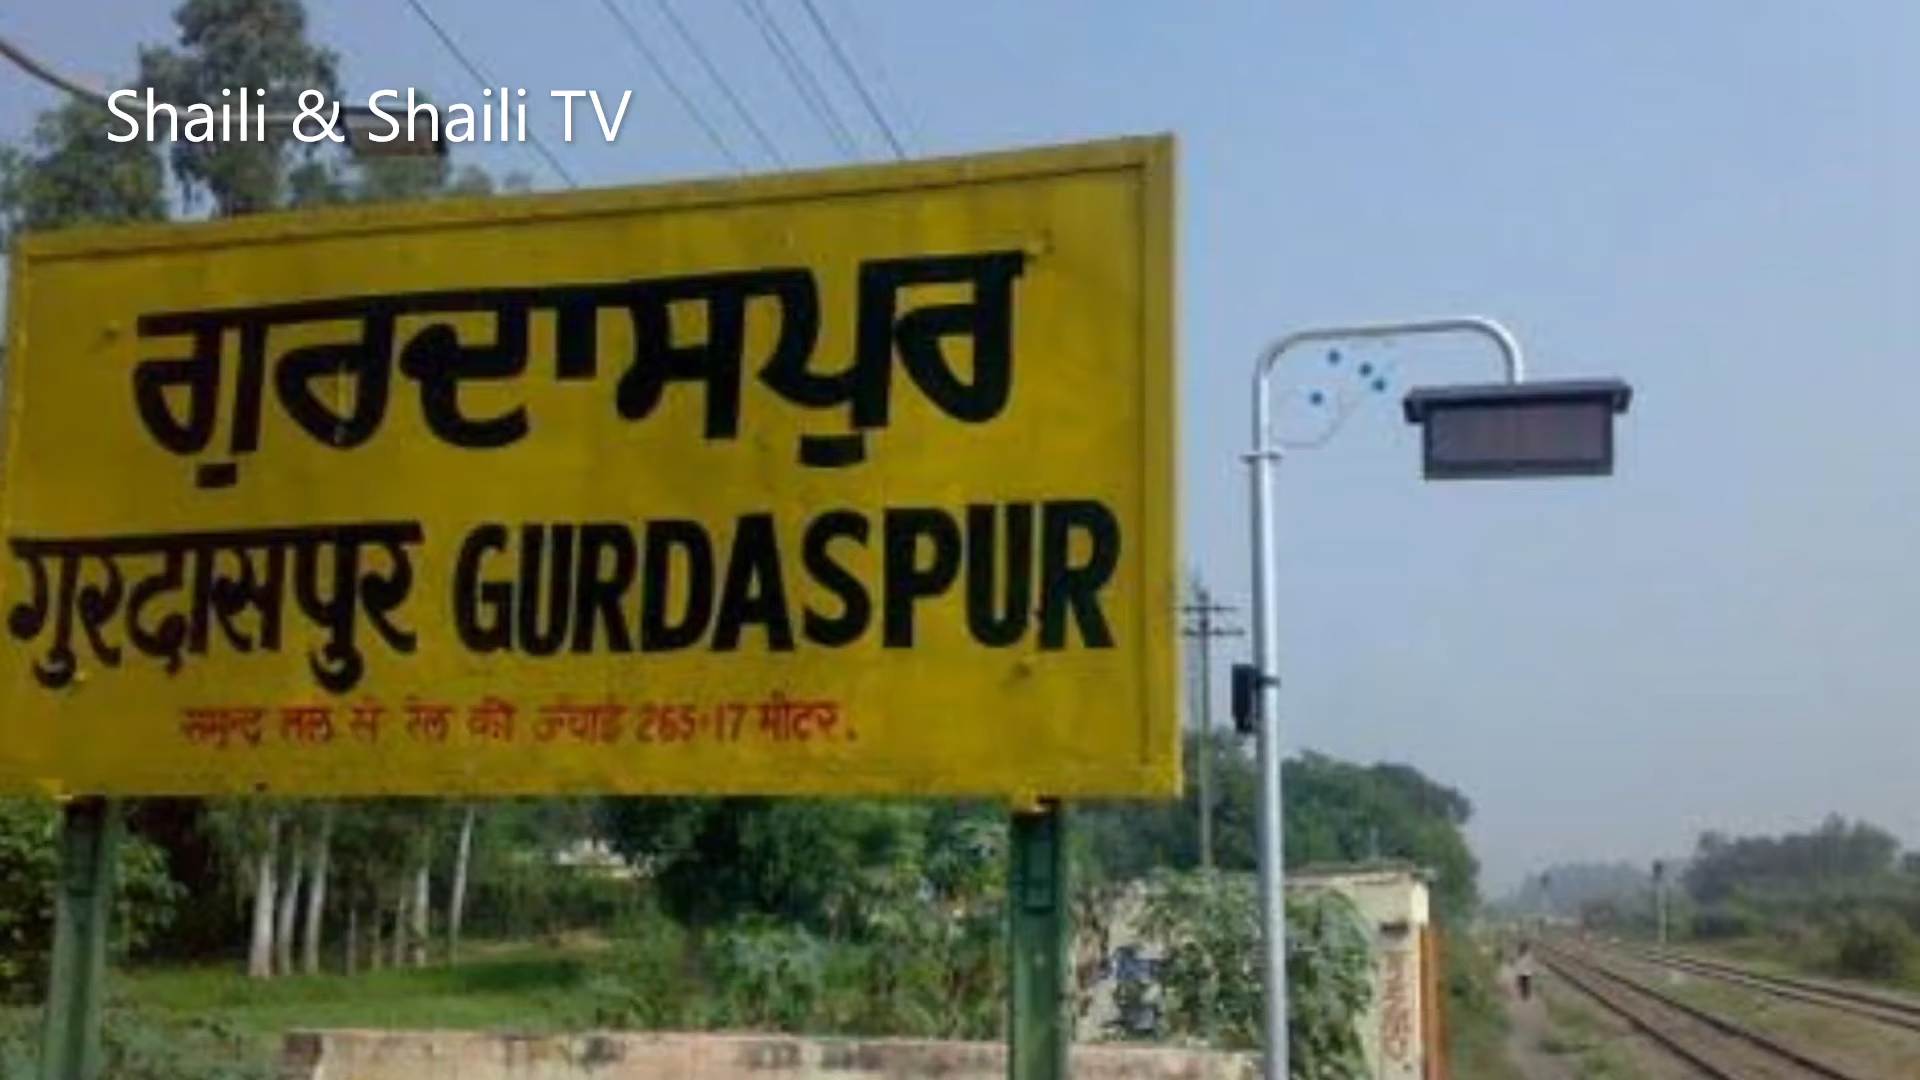 Shaili & Shaili TV
ਗੁਰਦਾਸਪੁਰ
गुरदासपुर GURDASPUR
समुन्द्र तल से रेल की ऊंचाई 265.17 मीटर.